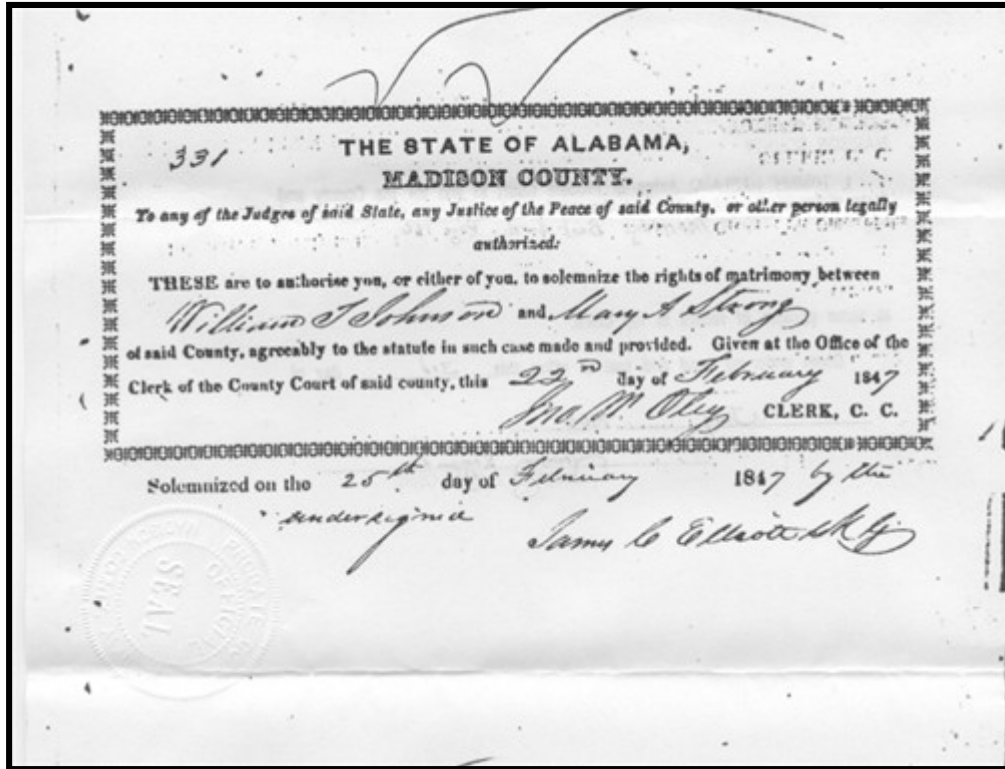 331
THE STATE OF ALABAMA,
MADISON COUNTY.
To any of the Judges of said State, any Justice of the Peace of said County, or other person legally
authorized:
THESE are to authorise you, or either of you, to solemnize the rights of matrimony between
William J Johnson and Mary A Strong
of said County, agreeably to the statute in such case made and provided. Given at the Office of the
Clerk of the County Court of said county, this 22nd day of February 1847
CLERK, C. C.
Solemnized on the 25th day of February 1847 by the
undersigned
James C
PROBATE
OFFICIAL
SEAL